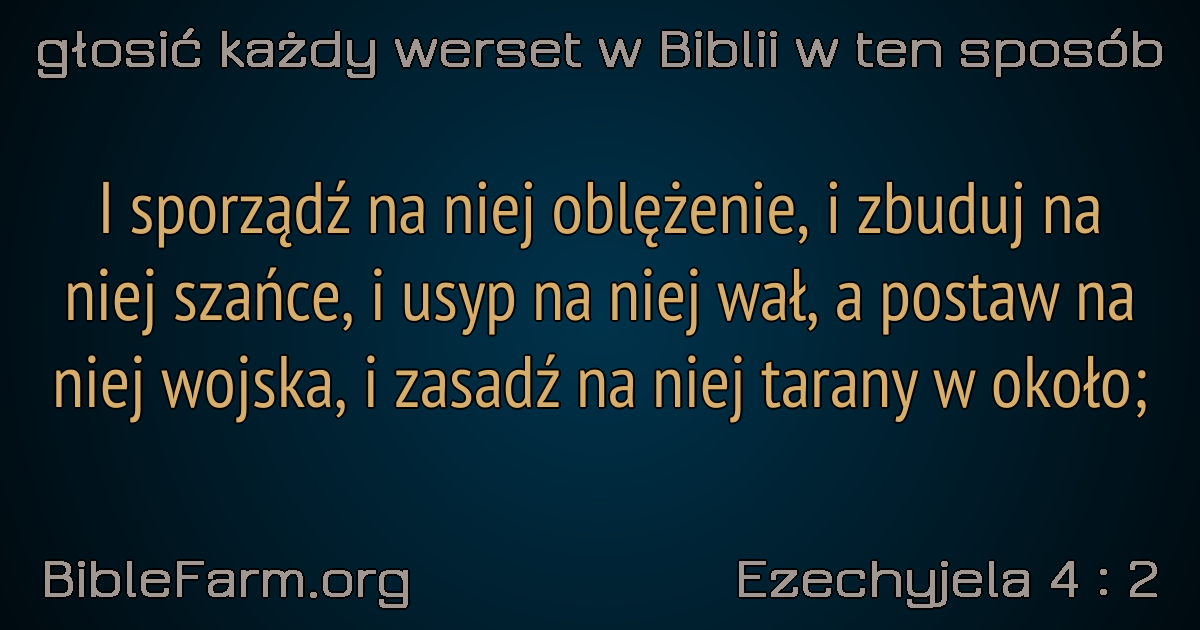 głosić każdy werset w Biblii w ten sposób
I sporządź na niej oblężenie, i zbuduj na
niej szańce, i usyp na niej wał, a postaw na
niej wojska, i zasadź na niej tarany w około;
BibleFarm.org
Ezechyjela 4 : 2